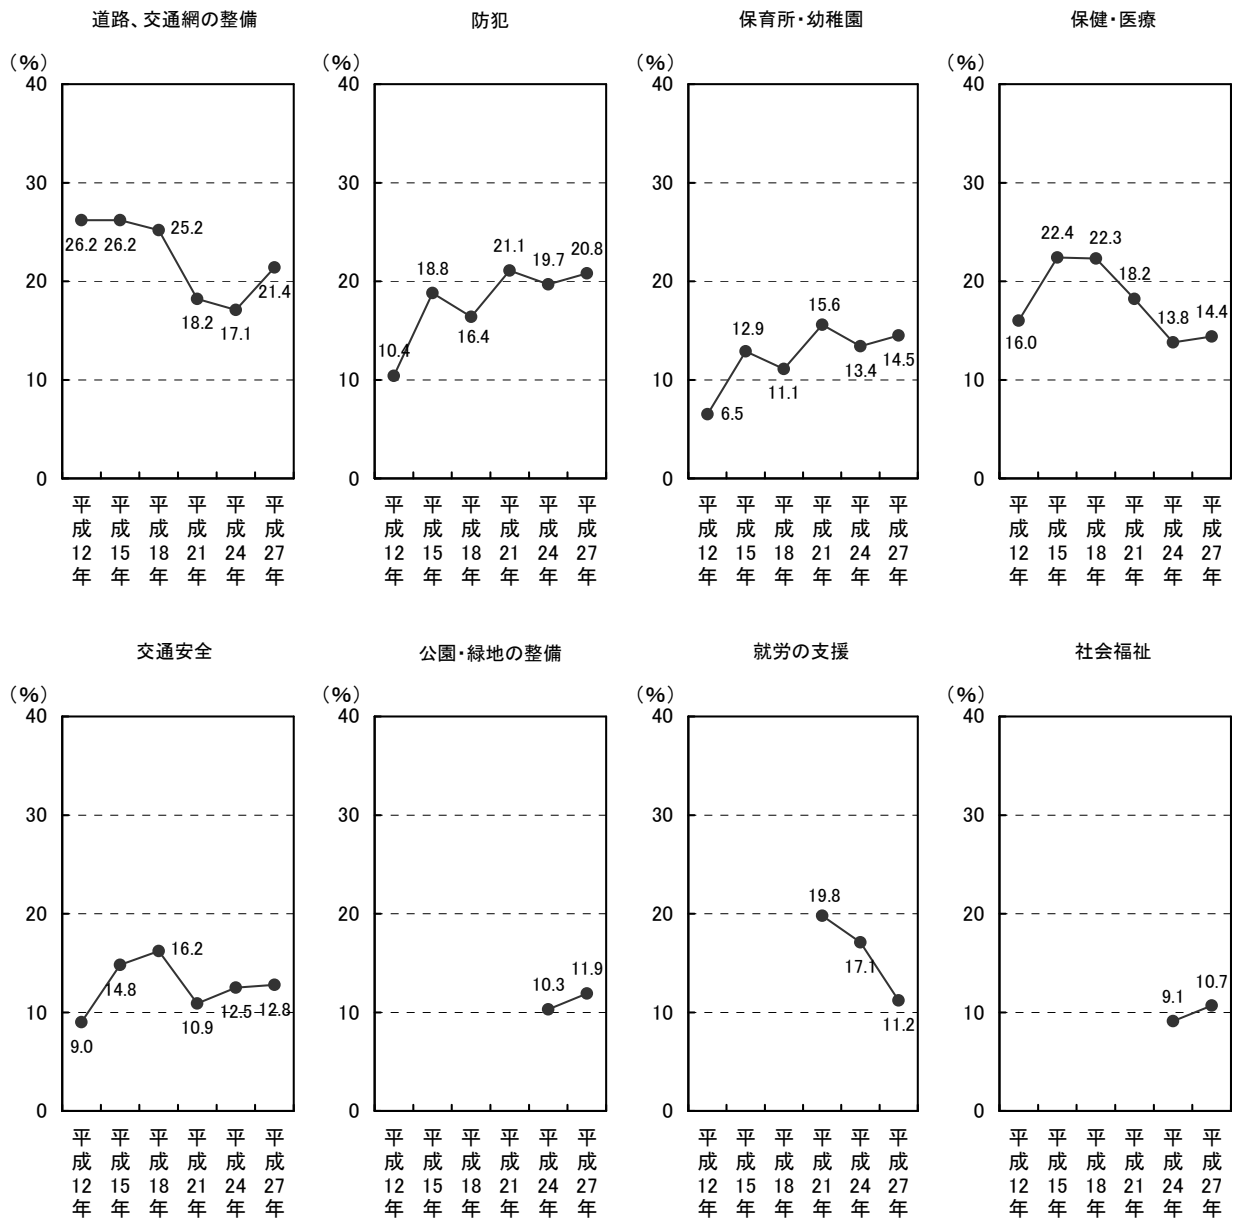 道路、交通網の整備
防犯
保育所・幼稚園
保健・医療
(%)
(%)
(%)
(%)
40
30
20
10
0
26.2
26.2
25.2
18.2
17.1
21.4
平成12年
平成15年
平成18年
平成21年
平成24年
平成27年
40
30
20
10
0
10.4
18.8
16.4
21.1
19.7
20.8
平成12年
平成15年
平成18年
平成21年
平成24年
平成27年
40
30
20
10
0
6.5
12.9
11.1
15.6
13.4
14.5
平成12年
平成15年
平成18年
平成21年
平成24年
平成27年
40
30
20
10
0
16.0
22.4
22.3
18.2
13.8
14.4
平成12年
平成15年
平成18年
平成21年
平成24年
平成27年
交通安全
公園・緑地の整備
就労の支援
社会福祉
(%)
(%)
(%)
(%)
40
30
20
10
0
9.0
14.8
16.2
10.9
12.5
12.8
平成12年
平成15年
平成18年
平成21年
平成24年
平成27年
40
30
20
10
0
10.3
11.9
平成12年
平成15年
平成18年
平成21年
平成24年
平成27年
40
30
20
10
0
19.8
17.1
11.2
平成12年
平成15年
平成18年
平成21年
平成24年
平成27年
40
30
20
10
0
9.1
10.7
平成12年
平成15年
平成18年
平成21年
平成24年
平成27年